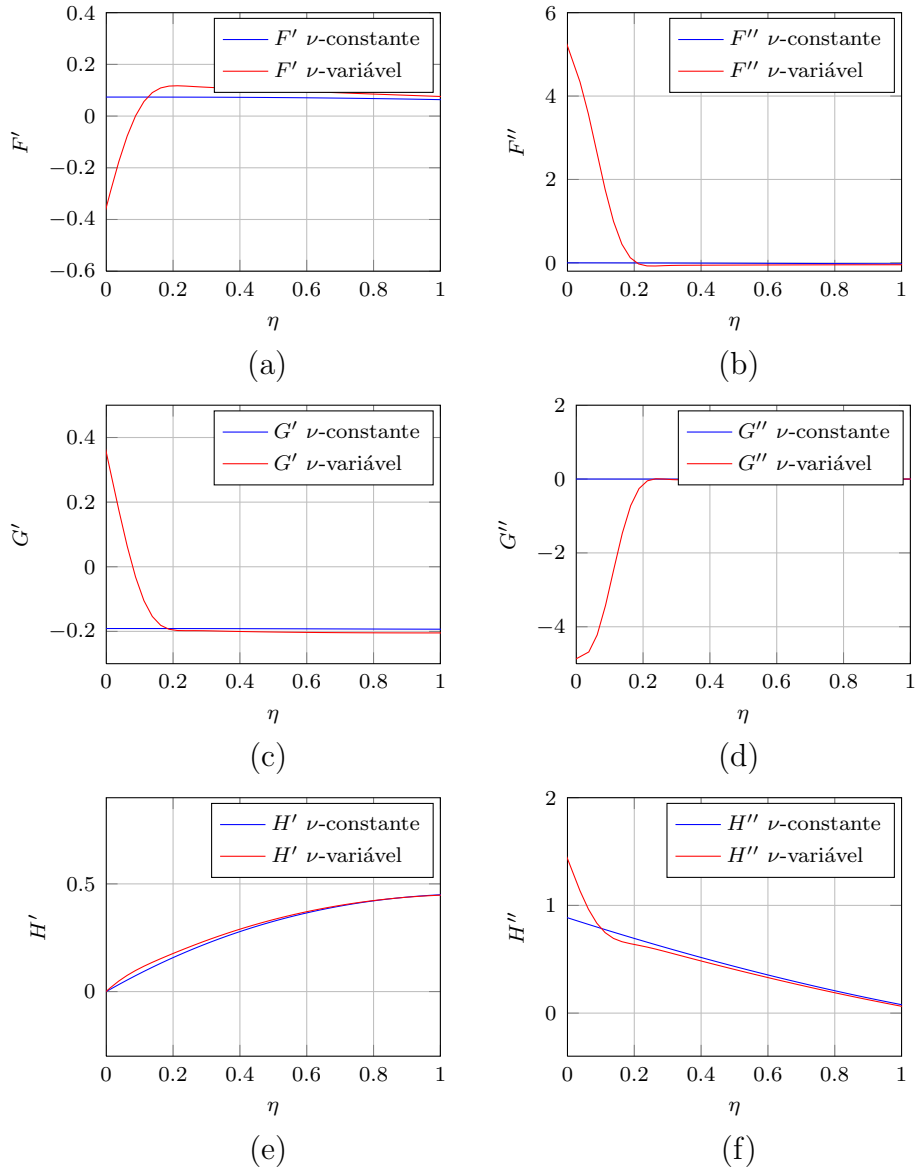 0.4
0.2
0
−0.2
−0.4
−0.6
F′
F′ ν-constante
F′ ν-variável
0 0.2 0.4 0.6 0.8 1
η
(a)
6
4
2
0
F′′
F′′ ν-constante
F′′ ν-variável
0 0.2 0.4 0.6 0.8 1
η
(b)
0.4
0.2
0
−0.2
G′
G′ ν-constante
G′ ν-variável
0 0.2 0.4 0.6 0.8 1
η
(c)
2
0
−2
−4
G′′
G′′ ν-constante
G′′ ν-variável
0 0.2 0.4 0.6 0.8 1
η
(d)
0.5
0
H′
H′ ν-constante
H′ ν-variável
0 0.2 0.4 0.6 0.8 1
η
(e)
2
1
0
H′′
H′′ ν-constante
H′′ ν-variável
0 0.2 0.4 0.6 0.8 1
η
(f)